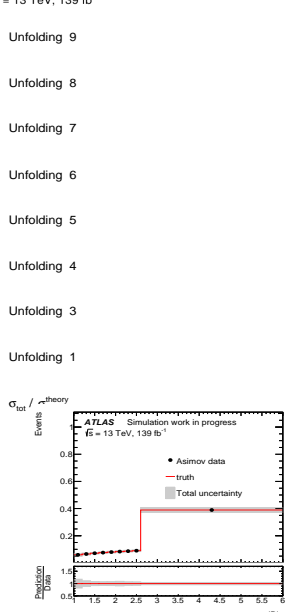 = 13 TeV, 139 fb
Unfolding 9
Unfolding 8
Unfolding 7
Unfolding 6
Unfolding 5
Unfolding 4
Unfolding 3
Unfolding 1
σtot / σtheory
Events
ATLAS Simulation work in progress
√s = 13 TeV, 139 fb-1
1
Asimov data
0.8
truth
0.6
Total uncertainty
0.4
0.2
Prediction
Data
1.5
1
0.5
1 1.5 2 2.5 3 3.5 4 4.5 5 5.5 6